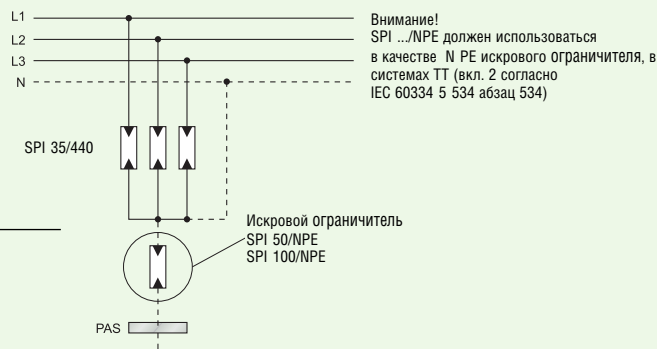 L1
L2
L3
N
Внимание!
SPI .../NPE должен использоваться
в качестве N PE искрового ограничителя, в
системах ТТ (вкл. 2 согласно
IEC 60334 5 534 абзац 534)
SPI 35/440
Искровой ограничитель
SPI 50/NPE
SPI 100/NPE
PAS